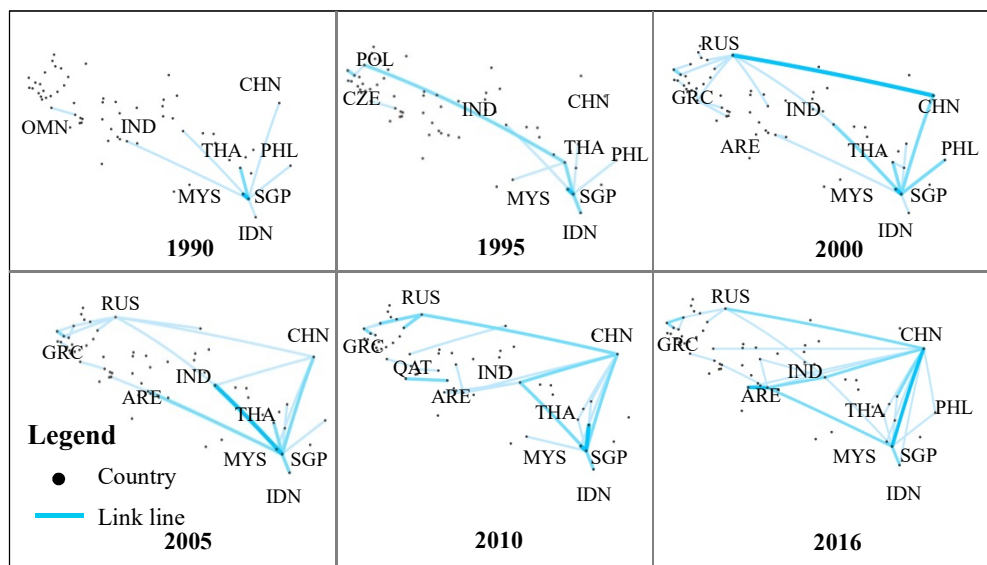 CHN
OMN
IND
THA
PHL
MYS
SGP
IDN
1990
POL
CZE
IND
CHN
THA
PHL
MYS
SGP
IDN
1995
RUS
GRC
IND
CHN
ARE
THA
PHL
MYS
SGP
IDN
2000
RUS
CHN
GRC
IND
ARE
THA
Legend
MYS
SGP
Country
IDN
Link line
2005
RUS
CHN
GRC
QAT
IND
ARE
THA
MYS
SGP
IDN
2010
RUS
CHN
GRC
IND
ARE
THA
PHL
MYS
SGP
IDN
2016